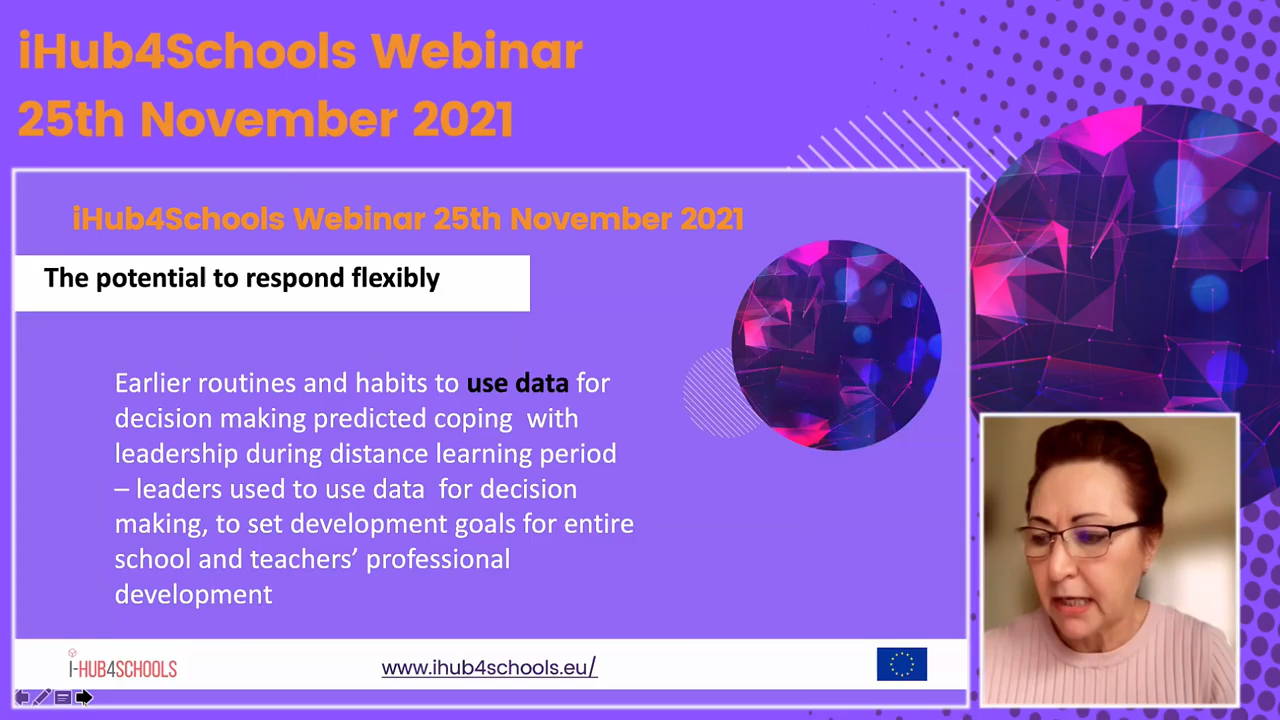 iHub4Schools Webinar
25th November 2021
iHub4Schools Webinar 25th November 2021
The potential to respond flexibly
Earlier routines and habits to use data for
decision making predicted coping  with
leadership during distance learning period
– leaders used to use data  for decision
making, to set development goals for entire
school and teachers’ professional
development
i-HUB4SCHOOLS
www.ihub4schools.eu/